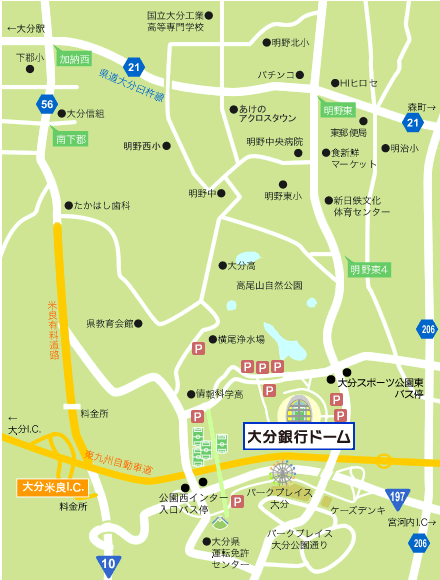 ←大分駅
国立大分工業
高等専門学校
明野北小
加納西
下郡小
21
県道大分臼杵線
パチンコ
HIヒロセ
56
大分信組
あけの
アクロスタウン
明野東
森町→
21
南下郡
東郵便局
明野西小
明野中央病院
食鮮
マーケット
明治小
明野中
明野東小
新日鉄文化
体育センター
たかはし歯科
大分高
明野東4
高尾山自然公園
米良有料道路
県教育会館
横尾浄水場
206
P
P
P
P
P
大分スポーツ公園東
バス停
情報科学高
P
P
P
料金所
←
大分I.C.
大分銀行ドーム
東九州自動車道
大分米良I.C.
料金所
公園西インター
入口バス停
P
パークプレイス
大分
197
ケーズデンキ
宮河内I.C→
パークプレイス
大分公園通り
206
10
大分県
運転免許
センター